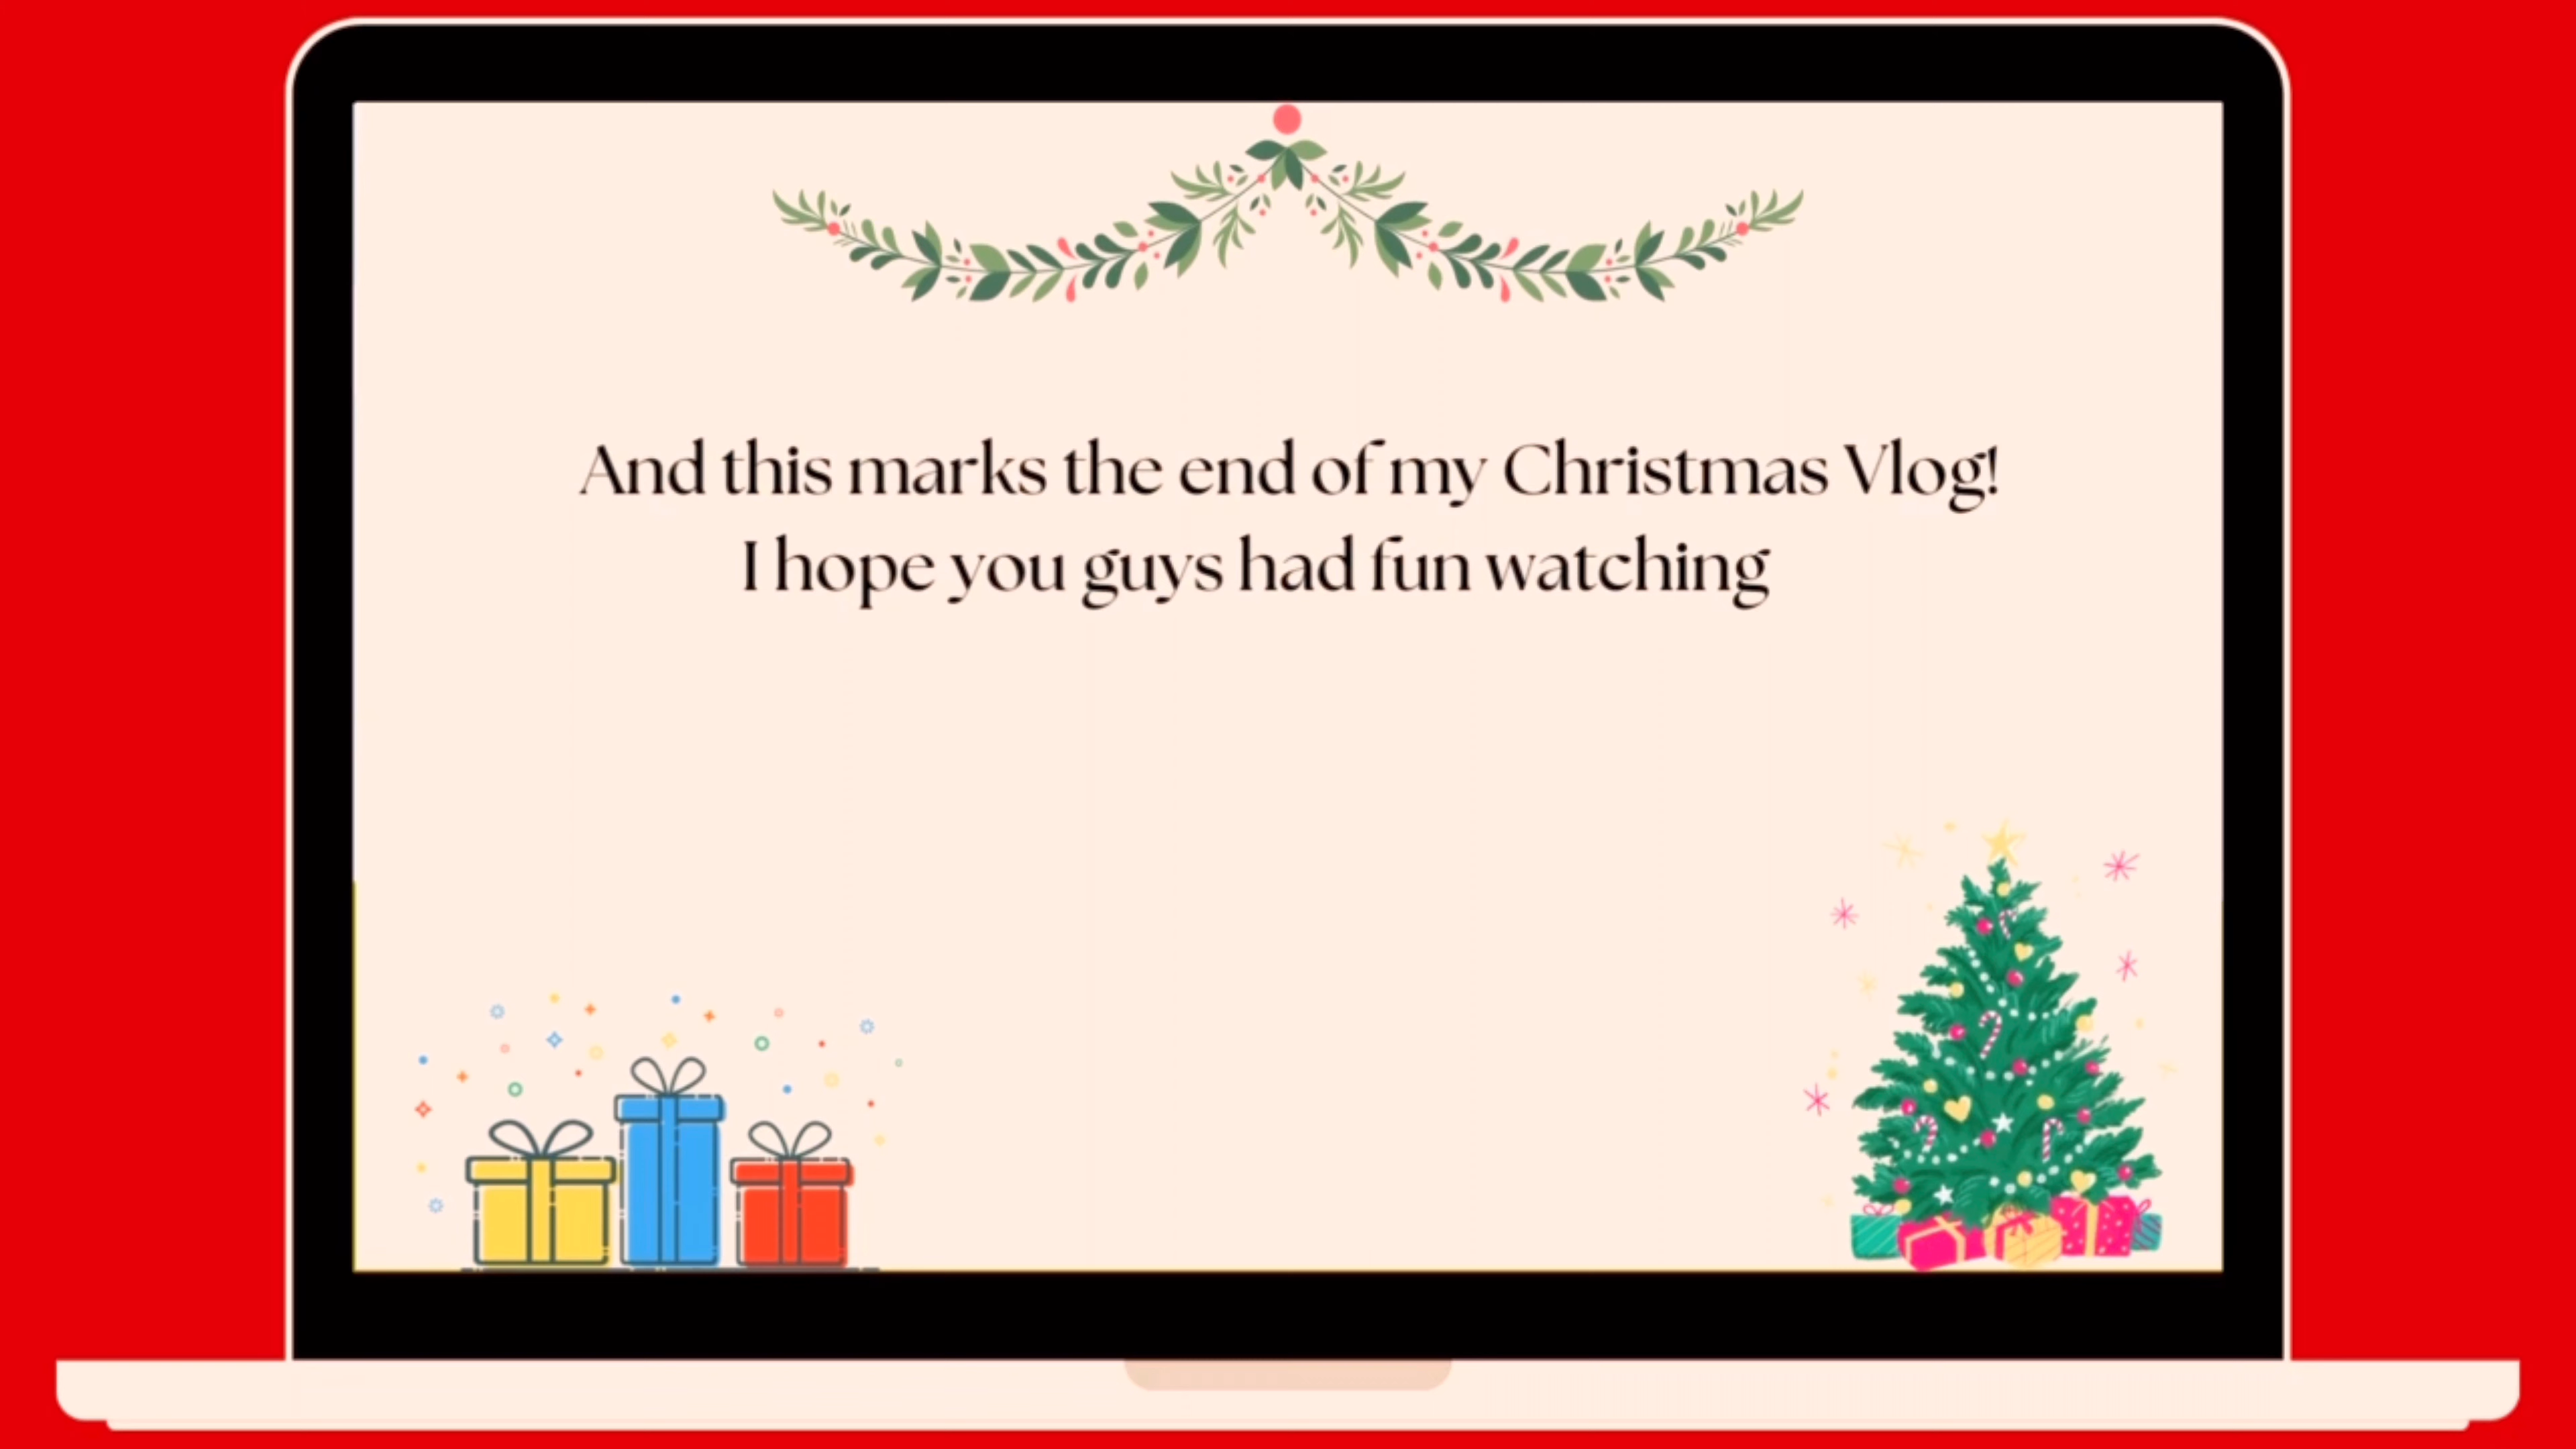 And this marks the end of my Christmas Vlog!
I hope you guys had fun watching